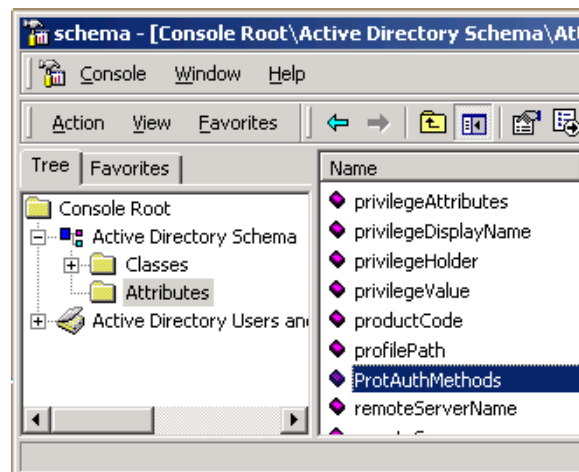 schema - [Console Root\Active Directory Schema\Att
Console Window Help
Action View Favorites
Tree Favorites
Console Root
Active Directory Schema
Classes
Attributes
Active Directory Users an
Name
privilegeAttributes
privilegeDisplayName
privilegeHolder
privilegeValue
productCode
profilePath
ProtAuthMethods
remoteServerName